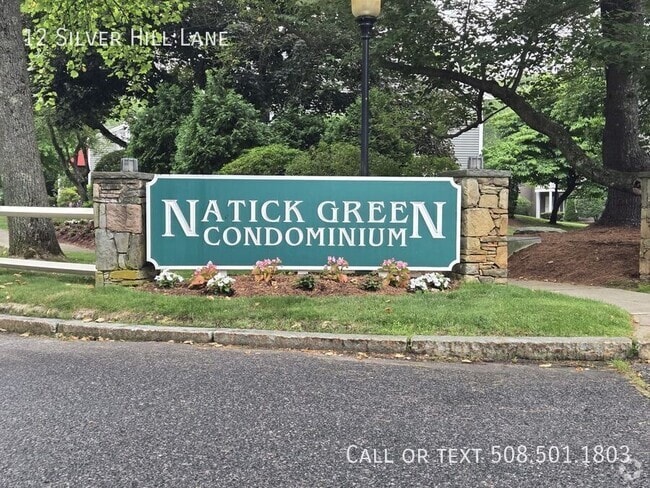 12 Silver Hill Lane
NATICK GREEN
CONDOMINIUM
Call or text 508.501.1803